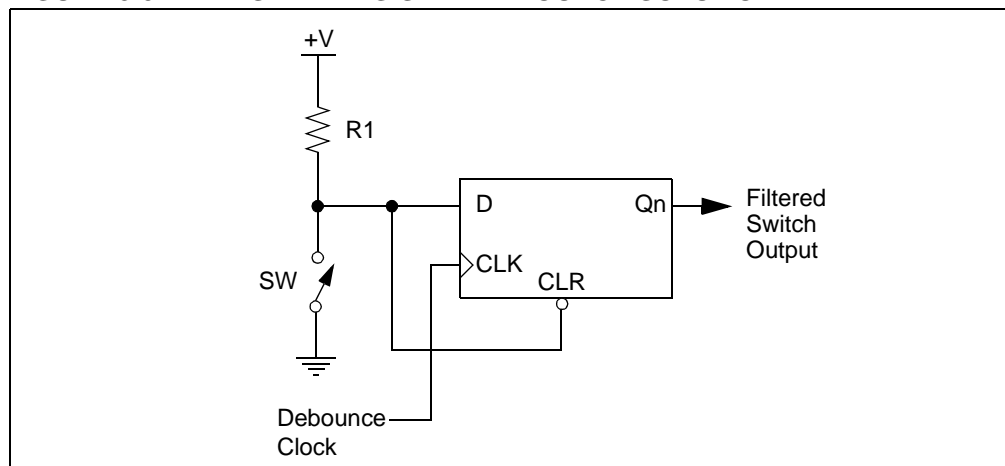 +V
R1
D
Qn
Filtered
Switch
Output
SW
CLK
CLR
Debounce
Clock